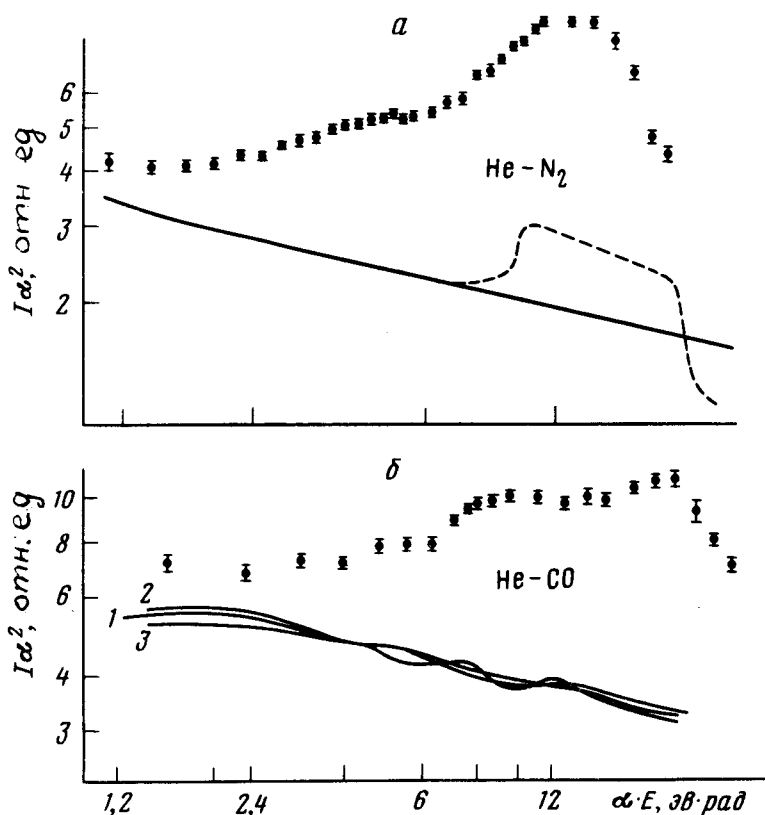 а
Iα², отн ед
6
5
4
3
2
He–N₂
б
Iα², отн. ед
10
8
6
4
3
1
2
3
He–CO
1,2
2,4
6
12
α·E, эв·рад